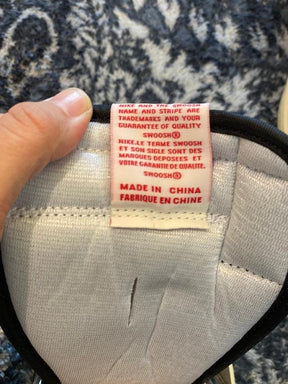 NIKE AND THE SWOOSH
NAME AND STRIPE ARE
TRADEMARKS AND YOUR
GUARANTEE OF QUALITY
SWOOSH®
NIKE.LE TERME SWOOSH
ET SON SIGLE SONT DES
MARQUES DEPOSEES ET
VOTRE GARANTIE DE QUALITE.
SWOOSH®
MADE IN CHINA
FABRIQUE EN CHINE